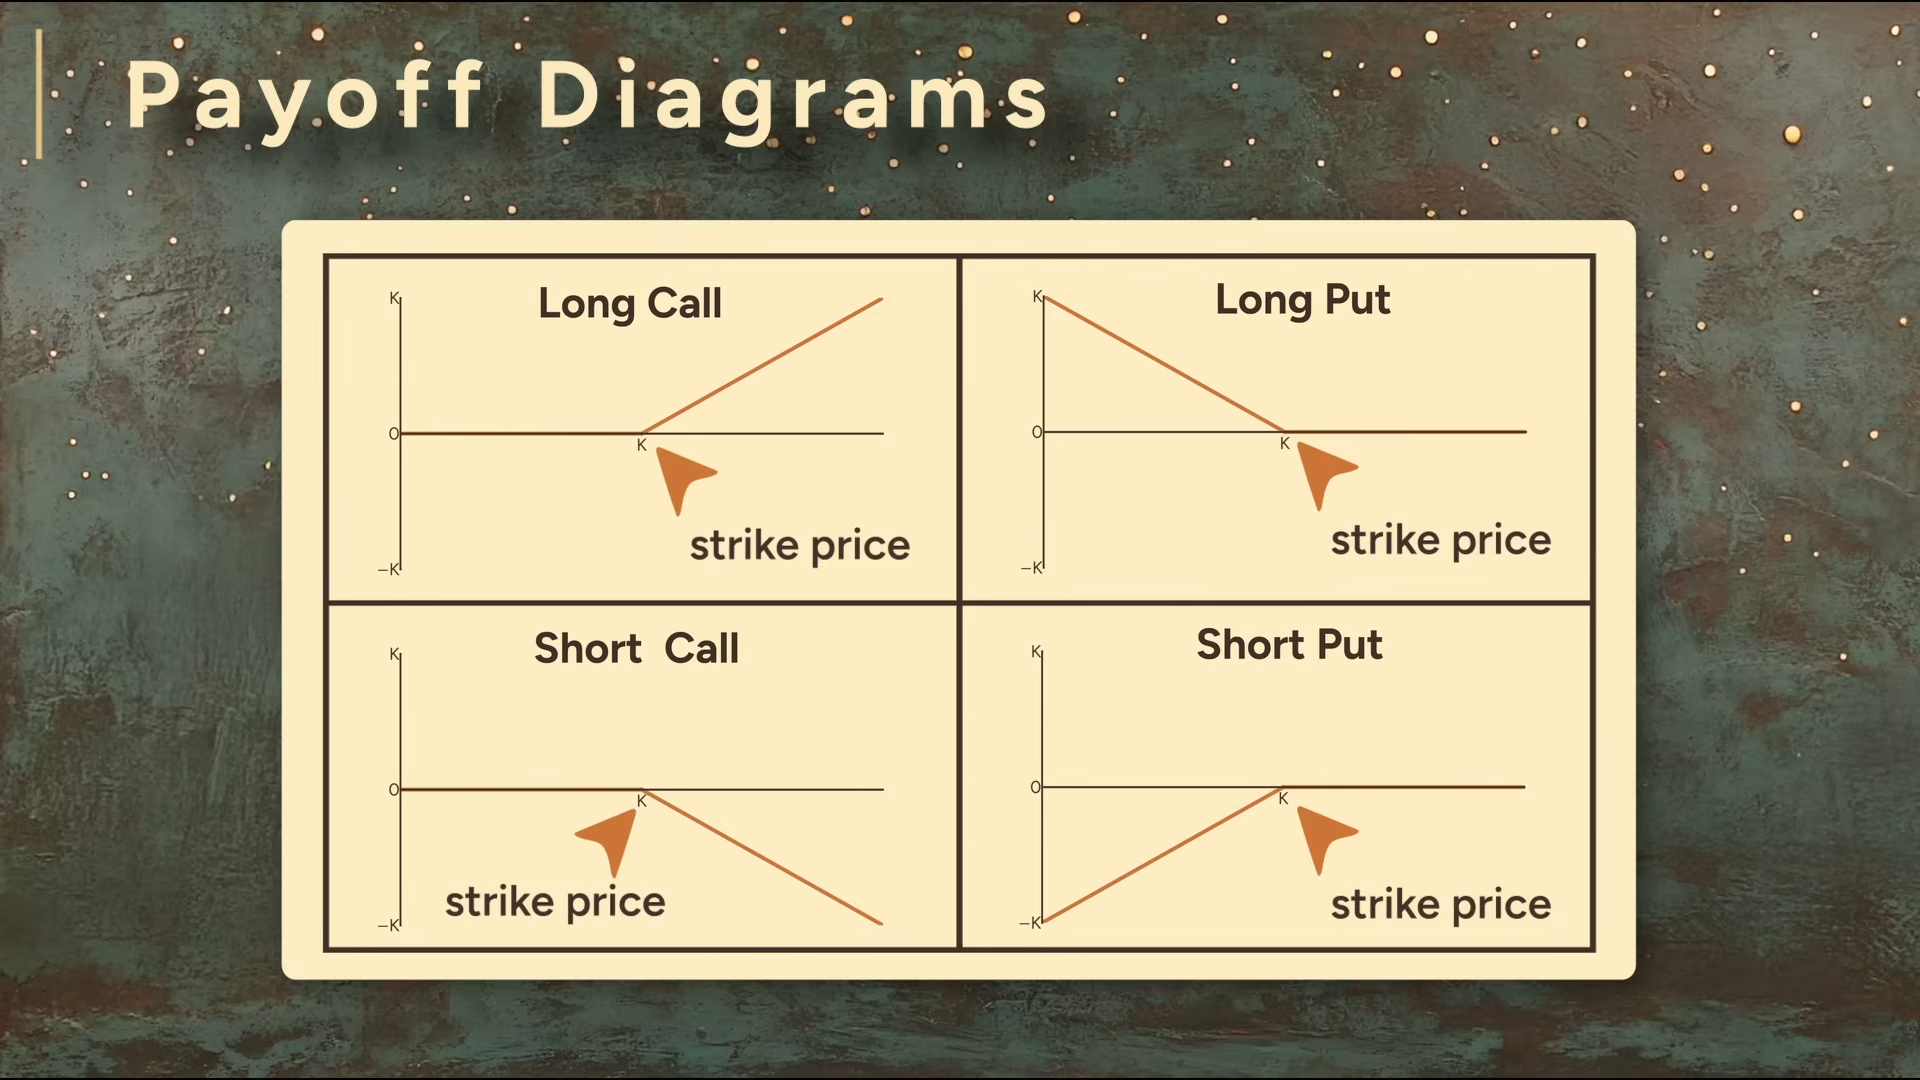 Payoff Diagrams
Long Call
K
0
K
strike price
−K
Long Put
K
0
K
strike price
−K
Short Call
K
0
K
strike price
−K
Short Put
K
0
K
strike price
−K